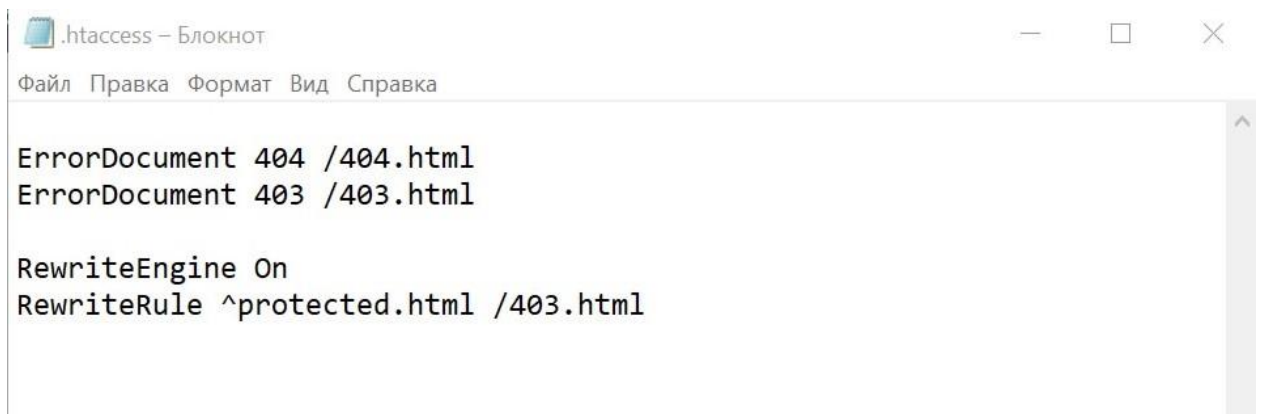 .htaccess – Блокнот
Файл Правка Формат Вид Справка
ErrorDocument 404 /404.html
ErrorDocument 403 /403.html
RewriteEngine On
RewriteRule ^protected.html /403.html